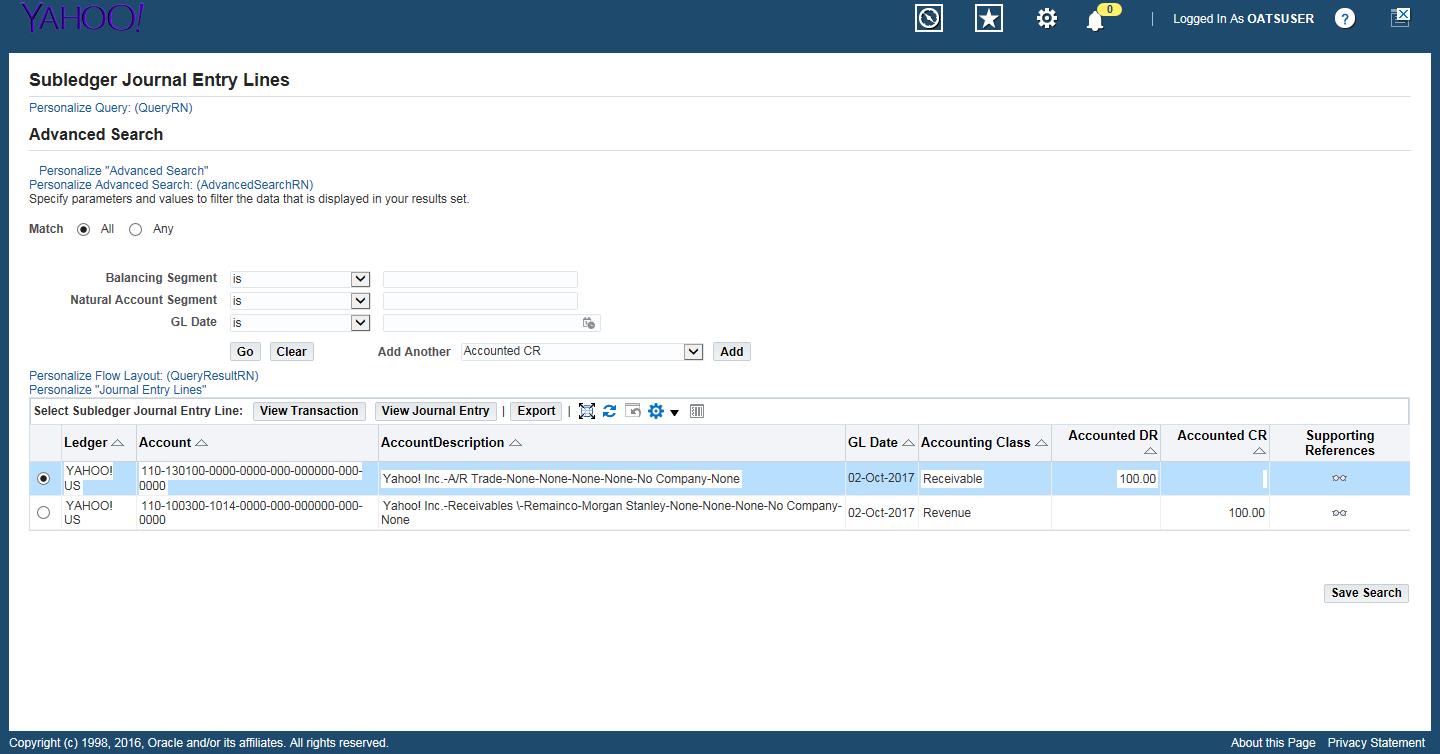 YAHOO!
0
Logged In As OATSUSER
?
Subledger Journal Entry Lines
Personalize Query: (QueryRN)
Advanced Search
Personalize "Advanced Search"
Personalize Advanced Search: (AdvancedSearchRN)
Specify parameters and values to filter the data that is displayed in your results set.
Match All Any
Balancing Segment is
Natural Account Segment is
GL Date is
Go Clear Add Another Accounted CR Add
Personalize Flow Layout: (QueryResultRN)
Personalize "Journal Entry Lines"
Select Subledger Journal Entry Line: View Transaction View Journal Entry | Export |
Ledger Account AccountDescription GL Date Accounting Class Accounted DR Accounted CR Supporting
References
YAHOO! 110-130100-0000-0000-000-000000-000- Yahoo! Inc.-A/R Trade-None-None-None-None-No Company-None 02-Oct-2017 Receivable 100.00
US 0000
YAHOO! 110-100300-1014-0000-000-000000-000- Yahoo! Inc.-Receivables \-Remainco-Morgan Stanley-None-None-None-No Company- 02-Oct-2017 Revenue 100.00
US 0000 None
Save Search
Copyright (c) 1998, 2016, Oracle and/or its affiliates. All rights reserved. About this Page Privacy Statement